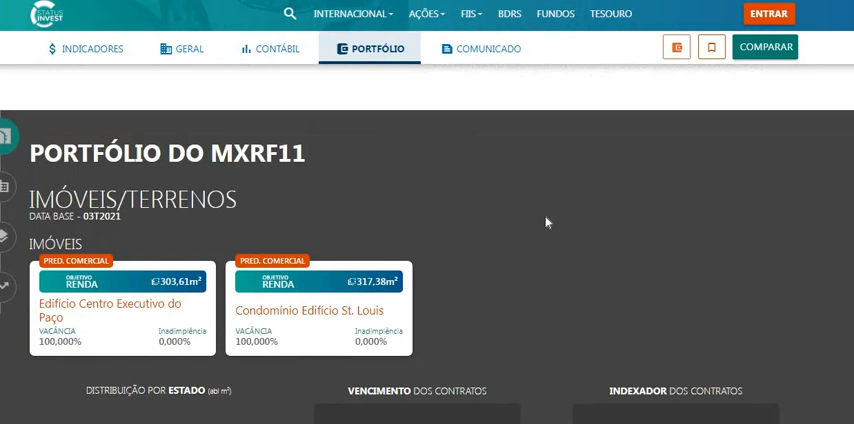 STATUS INVEST
INTERNACIONAL AÇÕES FIIS BDRS FUNDOS TESOURO ENTRAR
INDICADORES GERAL CONTÁBIL PORTFÓLIO COMUNICADO COMPARAR
PORTFÓLIO DO MXRF11
IMÓVEIS/TERRENOS
DATA BASE - 03T2021
IMÓVEIS
PRED. COMERCIAL
OBJETIVO
RENDA 303,61m²
Edifício Centro Executivo do
Paço
VACÂNCIA Inadimplência
100,000% 0,000%
PRED. COMERCIAL
OBJETIVO
RENDA 317,38m²
Condomínio Edifício St. Louis
VACÂNCIA Inadimplência
100,000% 0,000%
DISTRIBUIÇÃO POR ESTADO (abl m²) VENCIMENTO DOS CONTRATOS INDEXADOR DOS CONTRATOS